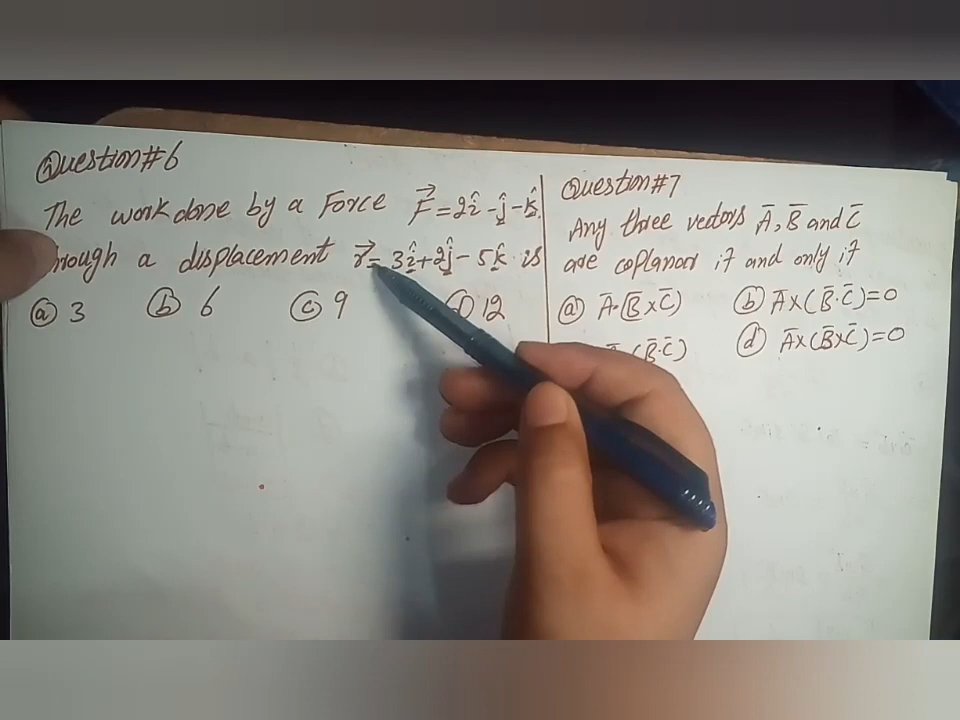 Question#6
The work done by a Force F⃗ = 2î - ĵ - k̂.
through a displacement r⃗ = 3î + 2ĵ - 5k̂ is
(a) 3 (b) 6 (c) 9 (d) 12
Question#7
Any three vectors A̅, B̅ and C̅
are coplanar if and only if
(a) A̅·(B̅×C̅) (b) A̅×(B̅·C̅)=0
(B̅·C̅) (d) A̅×(B̅×C̅)=0